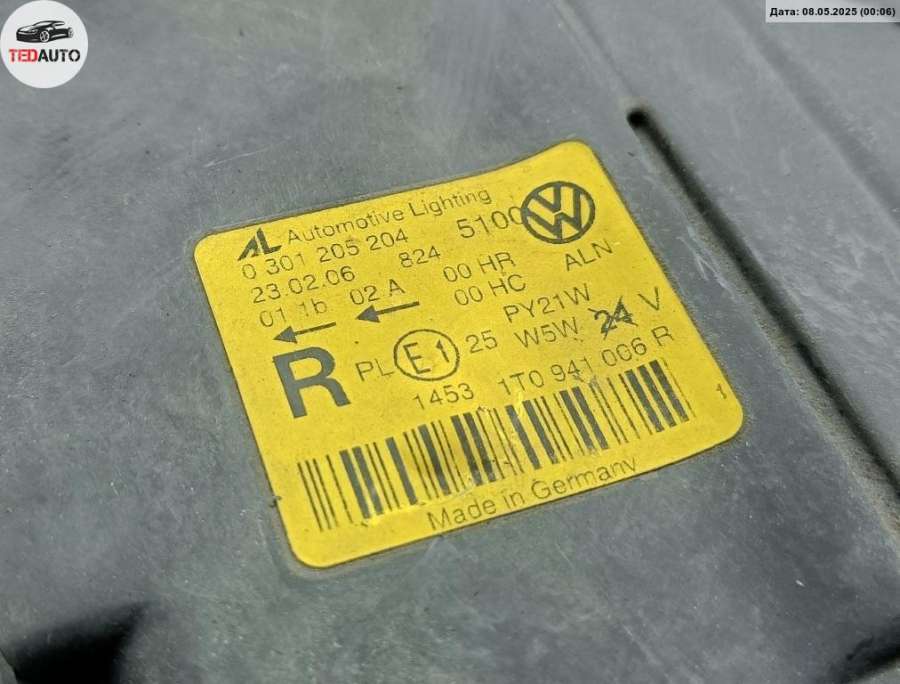 Дата: 08.05.2025 (00:06)
TEDAUTO
AL Automotive Lighting
0 301 205 204 5100
23.02.06 824 00 HR ALN
01 1b 02 A 00 HC
R PL E1 25 PY21W
W5W 24 V
1453 1T0 941 006 R
1
Made in Germany